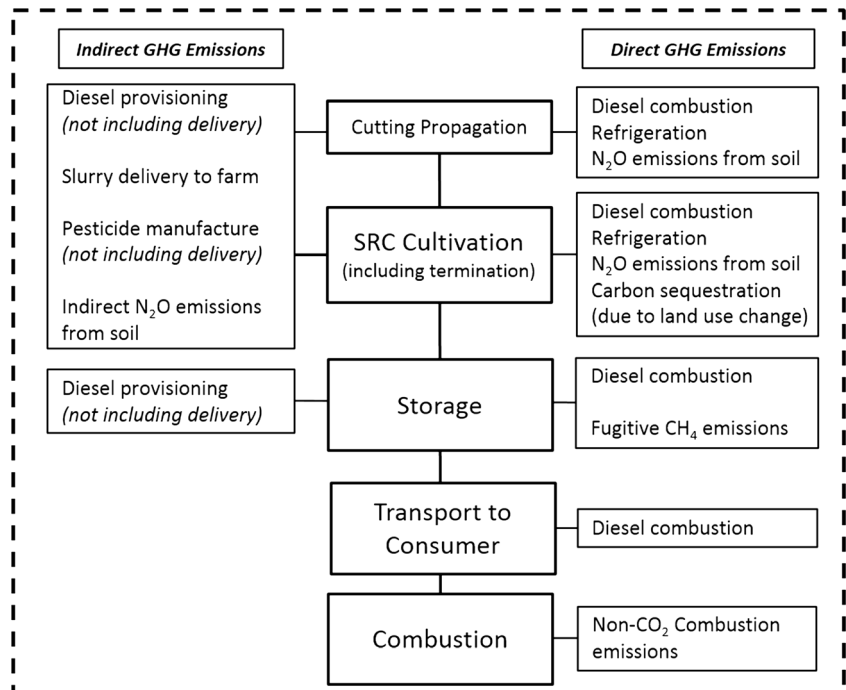 Indirect GHG Emissions
Direct GHG Emissions
Diesel provisioning
(not including delivery)
Slurry delivery to farm
Pesticide manufacture
(not including delivery)
Indirect N₂O emissions
from soil
Cutting Propagation
Diesel combustion
Refrigeration
N₂O emissions from soil
SRC Cultivation
(including termination)
Diesel combustion
Refrigeration
N₂O emissions from soil
Carbon sequestration
(due to land use change)
Diesel provisioning
(not including delivery)
Storage
Diesel combustion
Fugitive CH₄ emissions
Transport to
Consumer
Diesel combustion
Combustion
Non-CO₂ Combustion
emissions